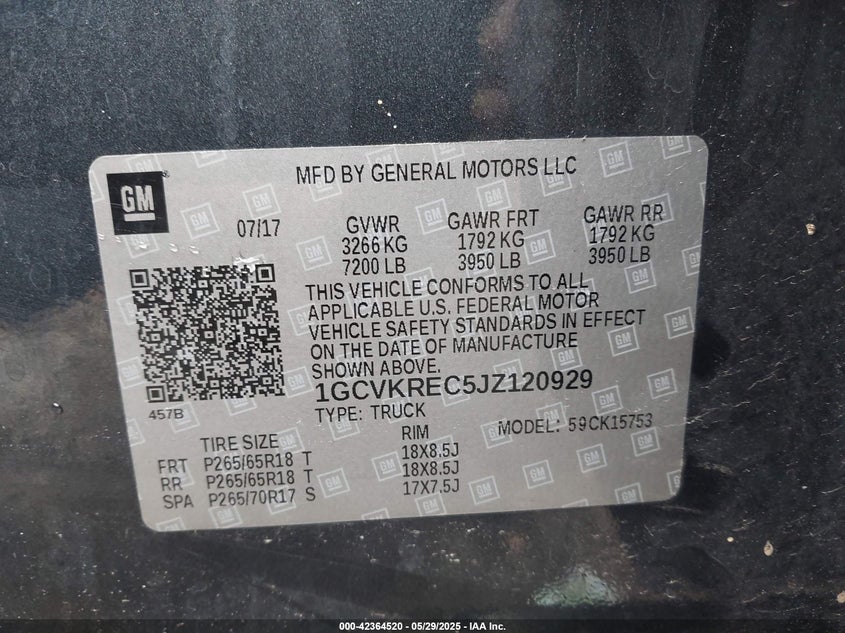 MFD BY GENERAL MOTORS LLC
GM
07/17
GVWR GAWR FRT GAWR RR
3266 KG 1792 KG 1792 KG
7200 LB 3950 LB 3950 LB
THIS VEHICLE CONFORMS TO ALL
APPLICABLE U.S. FEDERAL MOTOR
VEHICLE SAFETY STANDARDS IN EFFECT
ON THE DATE OF MANUFACTURE
SHOWN ABOVE.
1GCVKREC5JZ120929
457B
TYPE: TRUCK
MODEL: 59CK15753
TIRE SIZE RIM
FRT P265/65R18 T 18X8.5J
RR P265/65R18 T 18X8.5J
SPA P265/70R17 S 17X7.5J
000-42364520 - 05/29/2025 - IAA Inc.